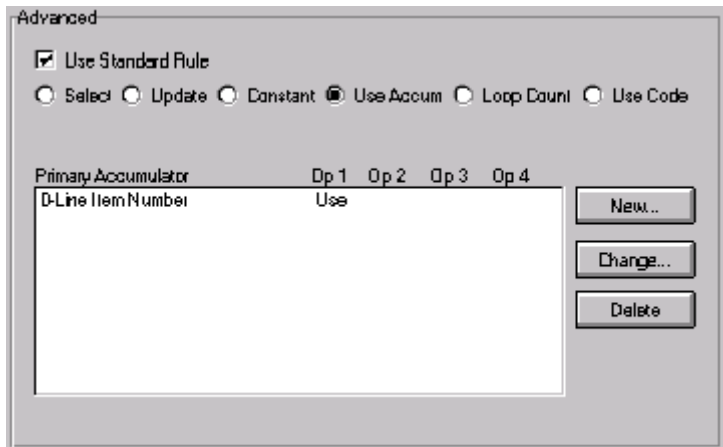 Advanced
Use Standard Rule
Select Update Constant Use Accum Loop Count Use Code
Primary Accumulator Op 1 Op 2 Op 3 Op 4
0-Line Item Number Use
New...
Change...
Delete